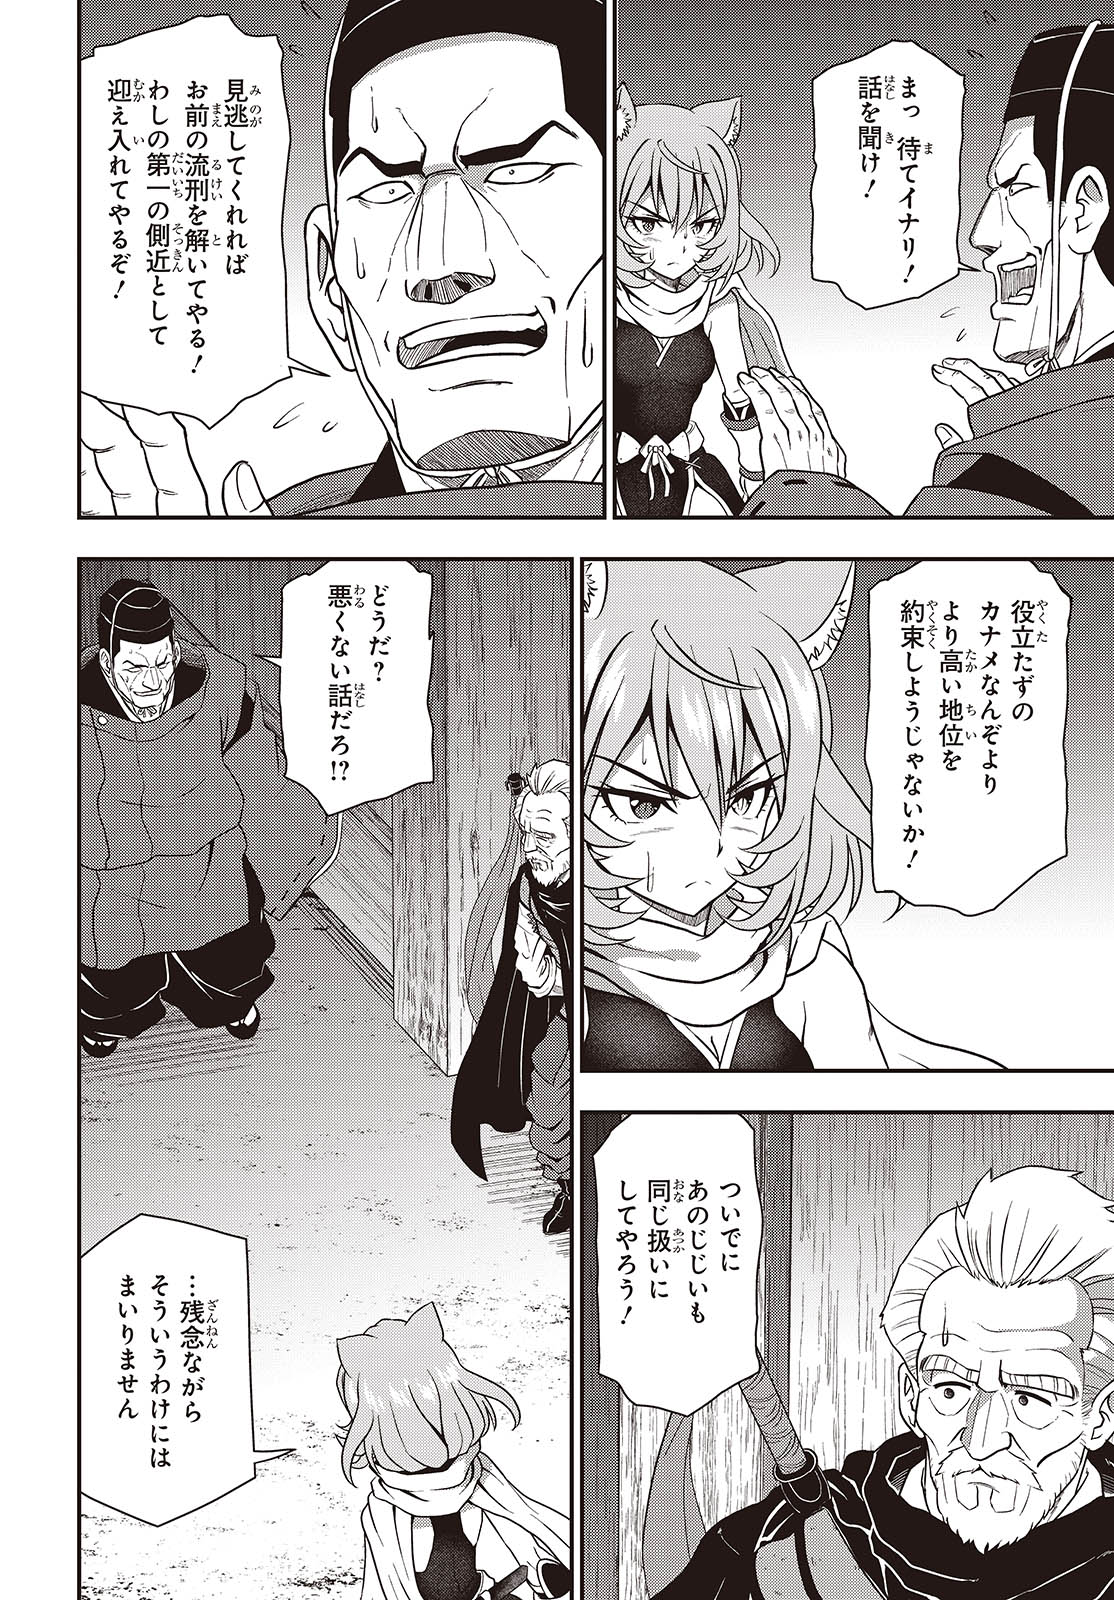 まっ 待てイナリ！
話を聞け！
見逃してくれれば
お前の流刑を解いてやる！
わしの第一の側近として
迎え入れてやるぞ！
役立たずの
カナメなんぞより
より高い地位を
約束しようじゃないか！
ついでに
あのじじいも
同じ扱いに
してやろう！
どうだ？
悪くない話だろ！？
…残念ながら
そういうわけには
まいりません